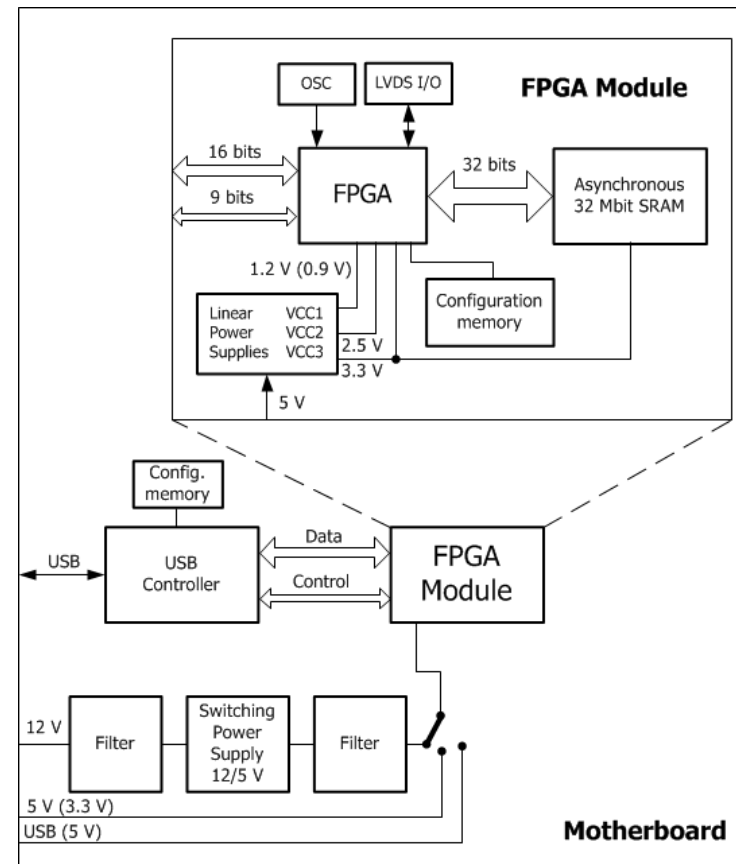 OSC
LVDS I/O
FPGA Module
16 bits
9 bits
FPGA
32 bits
Asynchronous
32 Mbit SRAM
1.2 V (0.9 V)
Linear VCC1
Power VCC2
Supplies VCC3
2.5 V
3.3 V
Configuration
memory
5 V
Config.
memory
USB
USB
Controller
Data
Control
FPGA
Module
12 V
Filter
Switching
Power
Supply
12/5 V
Filter
5 V (3.3 V)
USB (5 V)
Motherboard